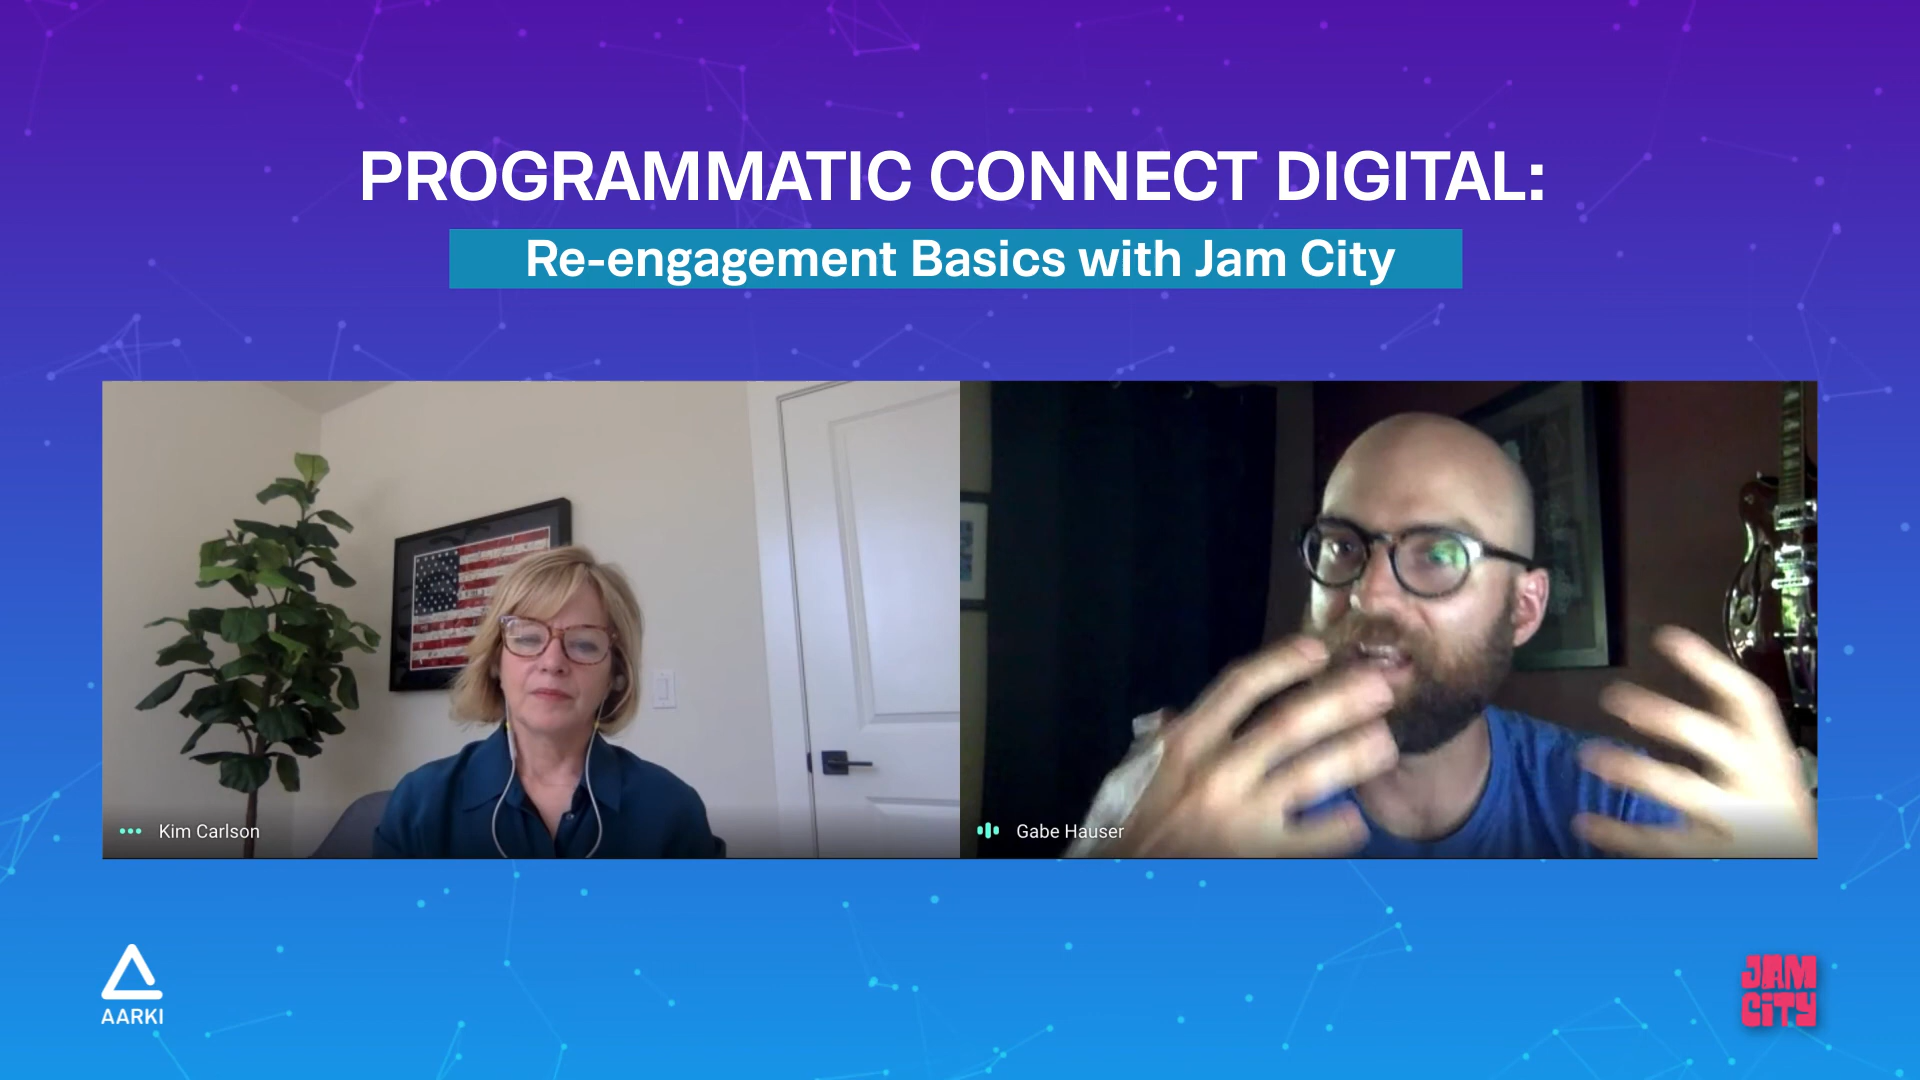 PROGRAMMATIC CONNECT DIGITAL:
Re-engagement Basics with Jam City
Kim Carlson
Gabe Hauser
AARKI
JAM
CITY